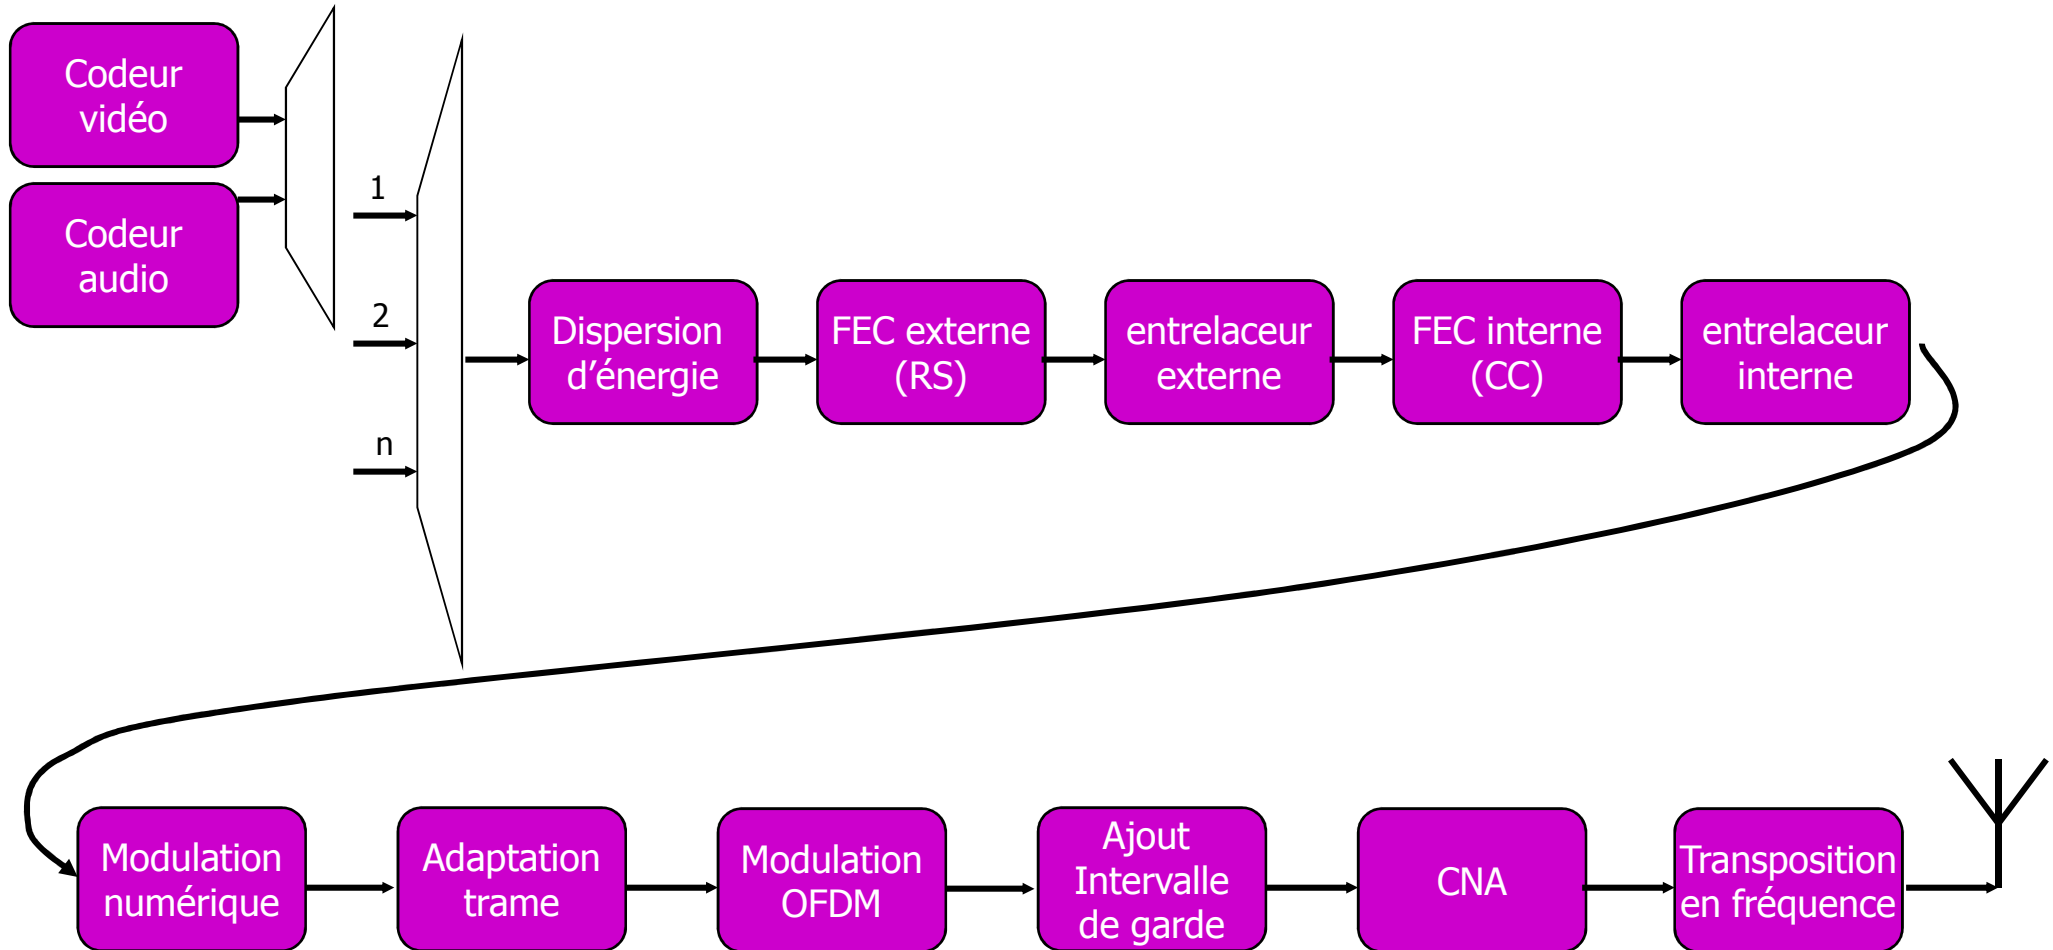 Codeur
vidéo
Codeur
audio
1
2
n
Dispersion
d’énergie
FEC externe
(RS)
entrelaceur
externe
FEC interne
(CC)
entrelaceur
interne
Modulation
numérique
Adaptation
trame
Modulation
OFDM
Ajout
Intervalle
de garde
CNA
Transposition
en fréquence